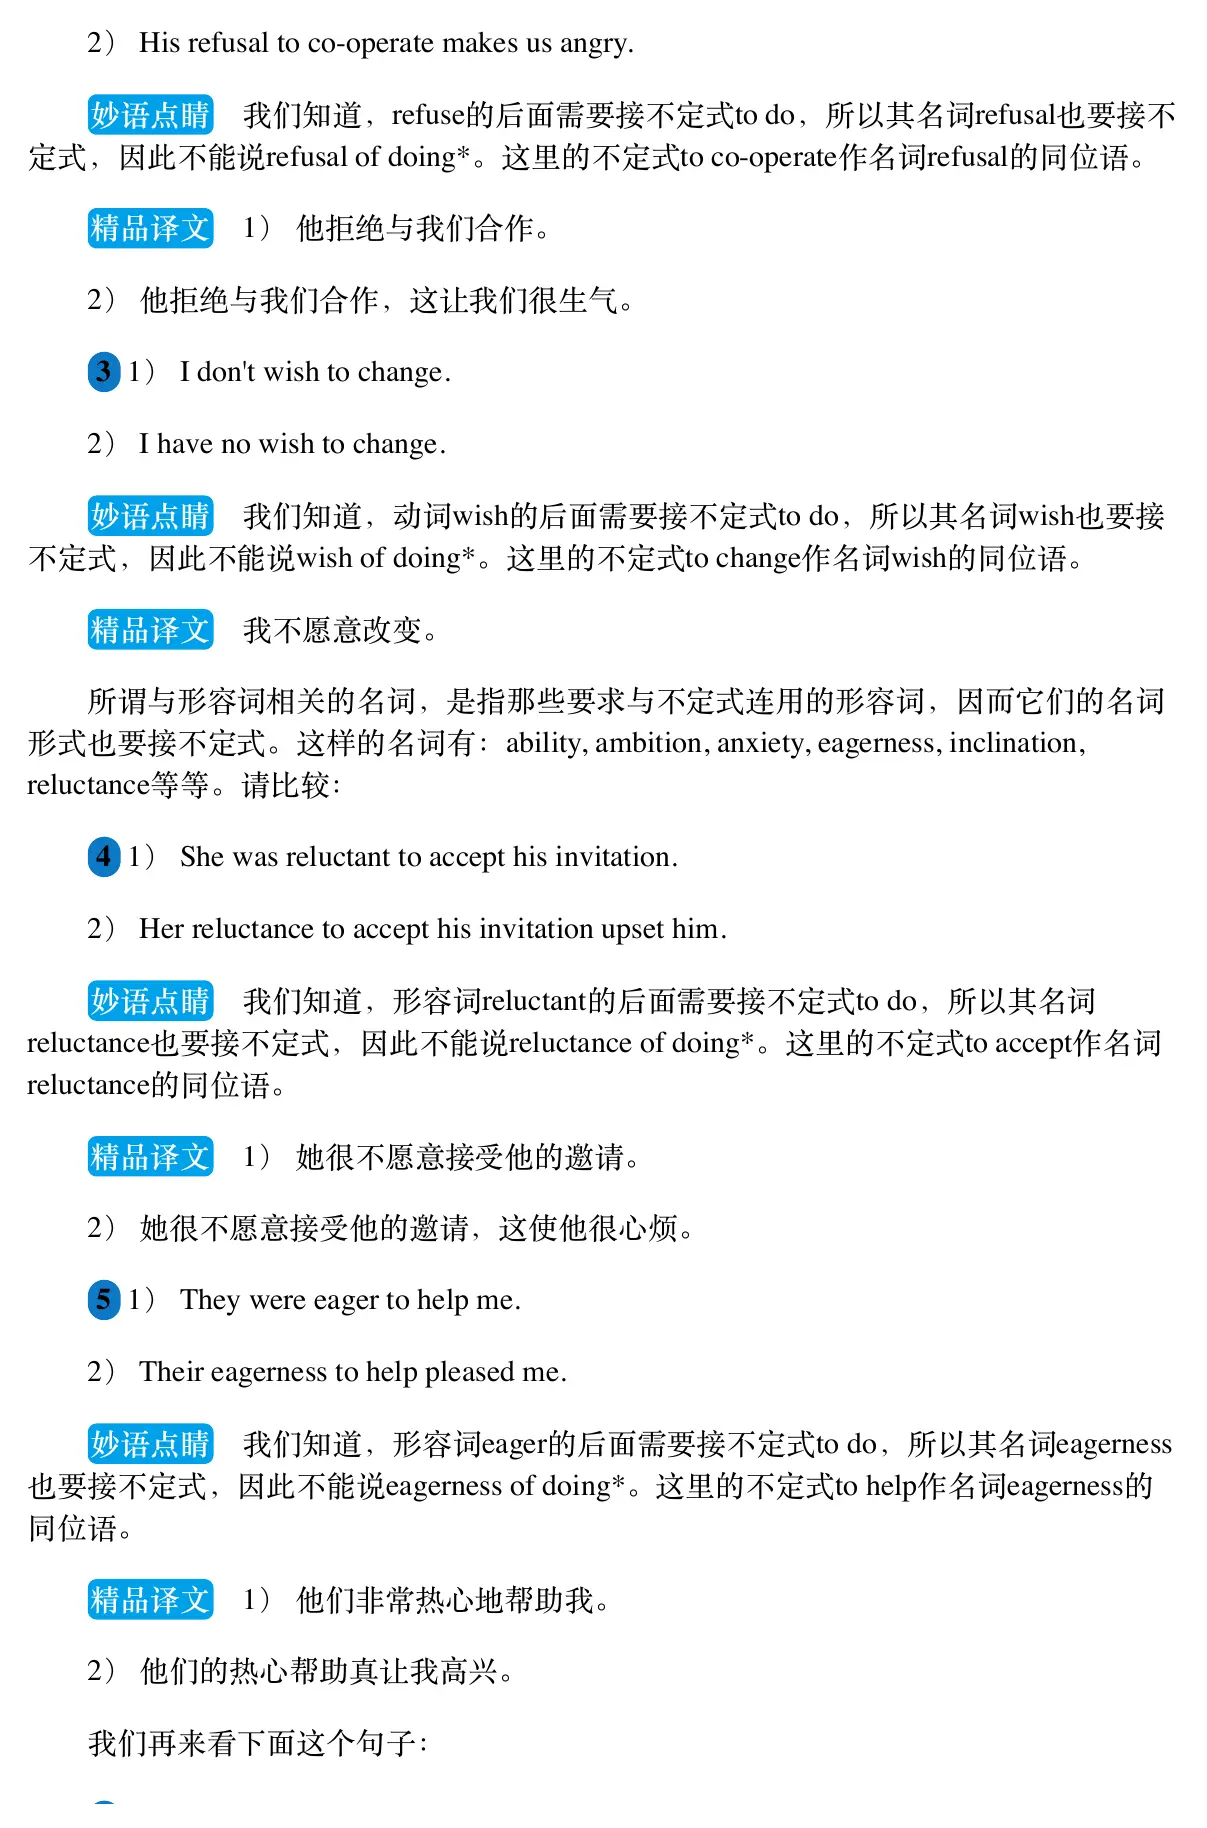 2） His refusal to co-operate makes us angry.
妙语点睛 我们知道，refuse的后面需要接不定式to do，所以其名词refusal也要接不
定式，因此不能说refusal of doing*。这里的不定式to co-operate作名词refusal的同位语。
精品译文 1） 他拒绝与我们合作。
2） 他拒绝与我们合作，这让我们很生气。
3 1） I don't wish to change.
2） I have no wish to change.
妙语点睛 我们知道，动词wish的后面需要接不定式to do，所以其名词wish也要接
不定式，因此不能说wish of doing*。这里的不定式to change作名词wish的同位语。
精品译文 我不愿意改变。
所谓与形容词相关的名词，是指那些要求与不定式连用的形容词，因而它们的名词
形式也要接不定式。这样的名词有：ability, ambition, anxiety, eagerness, inclination,
reluctance等等。请比较：
4 1） She was reluctant to accept his invitation.
2） Her reluctance to accept his invitation upset him.
妙语点睛 我们知道，形容词reluctant的后面需要接不定式to do，所以其名词
reluctance也要接不定式，因此不能说reluctance of doing*。这里的不定式to accept作名词
reluctance的同位语。
精品译文 1） 她很不愿意接受他的邀请。
2） 她很不愿意接受他的邀请，这使他很心烦。
5 1） They were eager to help me.
2） Their eagerness to help pleased me.
妙语点睛 我们知道，形容词eager的后面需要接不定式to do，所以其名词eagerness
也要接不定式，因此不能说eagerness of doing*。这里的不定式to help作名词eagerness的
同位语。
精品译文 1） 他们非常热心地帮助我。
2） 他们的热心帮助真让我高兴。
我们再来看下面这个句子：